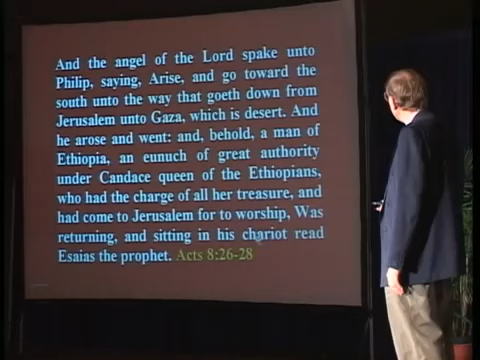 And the angel of the Lord spake unto
Philip, saying, Arise, and go toward the
south unto the way that goeth down from
Jerusalem unto Gaza, which is desert. And
he arose and went: and, behold, a man of
Ethiopia, an eunuch of great authority
under Candace queen of the Ethiopians,
who had the charge of all her treasure, and
had come to Jerusalem for to worship, Was
returning, and sitting in his chariot read
Esaias the prophet. Acts 8:26-28